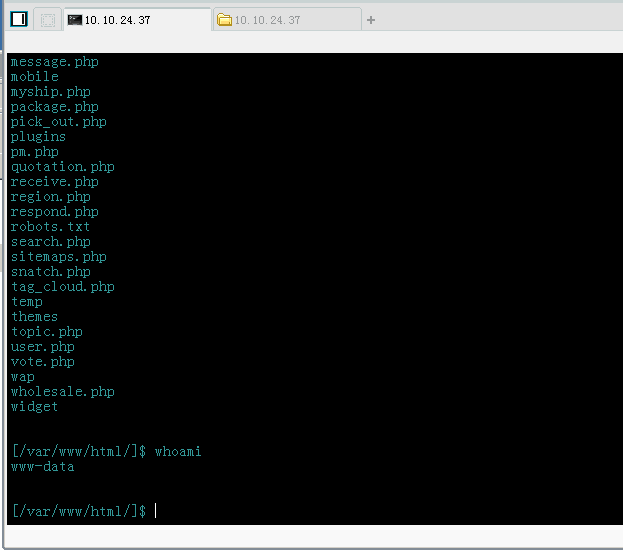 10.10.24.37
10.10.24.37
message.php
mobile
myship.php
package.php
pick_out.php
plugins
pm.php
quotation.php
receive.php
region.php
respond.php
robots.txt
search.php
sitemaps.php
snatch.php
tag_cloud.php
temp
themes
topic.php
user.php
vote.php
wap
wholesale.php
widget
[/var/www/html/]$ whoami
www-data
[/var/www/html/]$